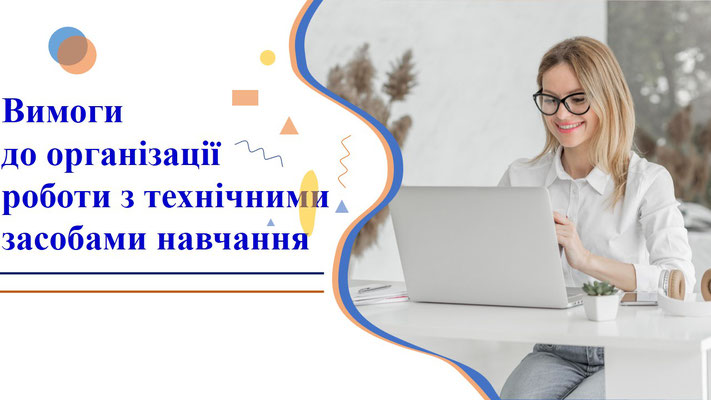 Вимоги
до організації
роботи з технічними
засобами навчання